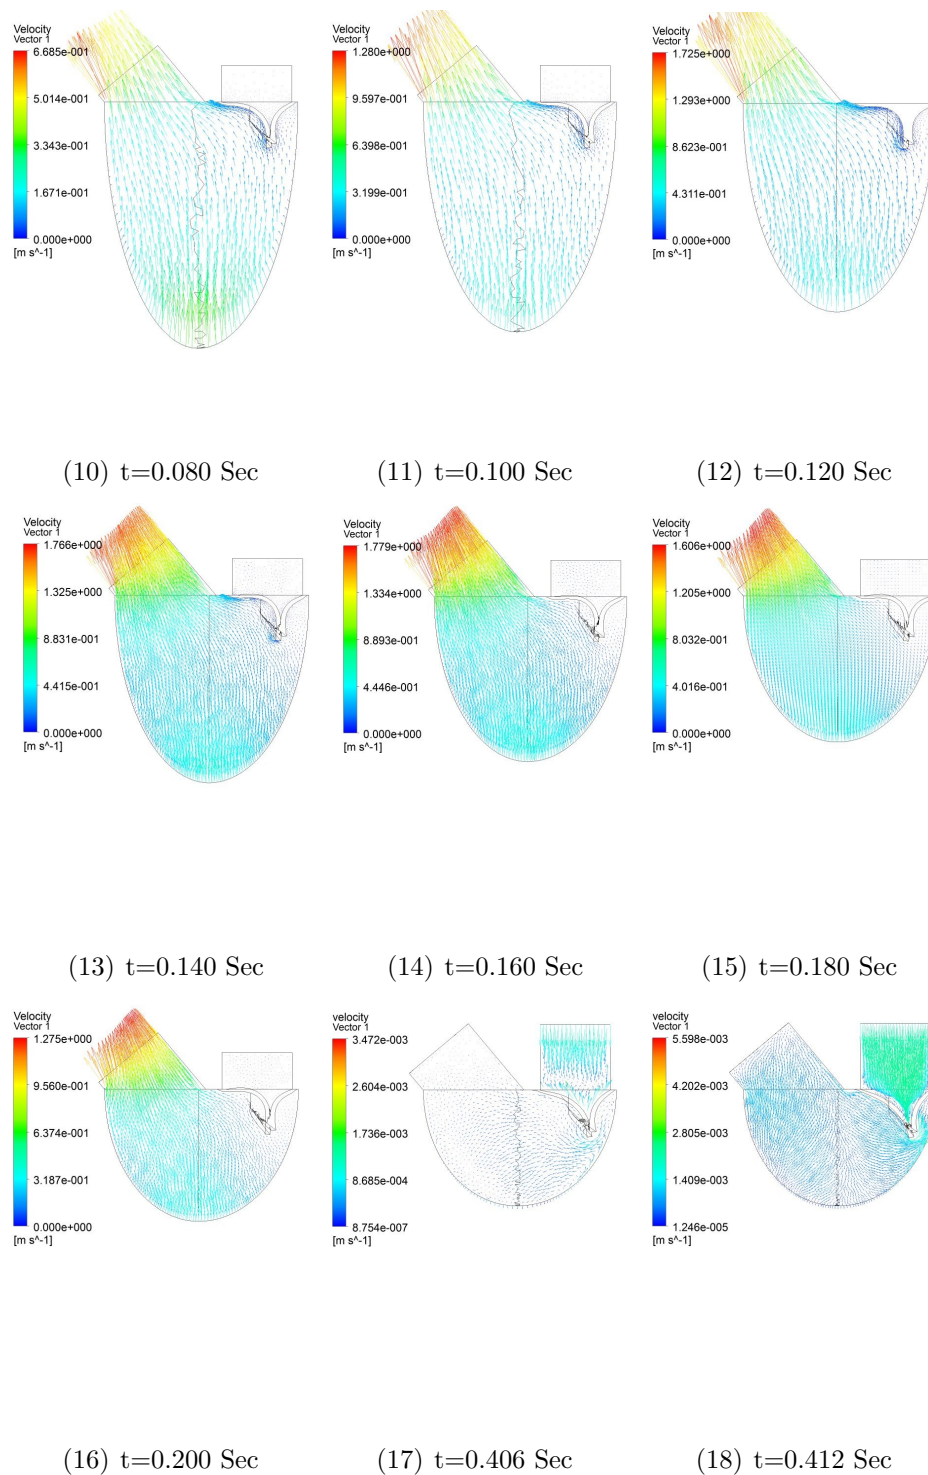 Velocity
Vector 1
6.685e-001
5.014e-001
3.343e-001
1.671e-001
0.000e+000
[m s^-1]
(10) t=0.080 Sec
Velocity
Vector 1
1.280e+000
9.597e-001
6.398e-001
3.199e-001
0.000e+000
[m s^-1]
(11) t=0.100 Sec
Velocity
Vector 1
1.725e+000
1.293e+000
8.623e-001
4.311e-001
0.000e+000
[m s^-1]
(12) t=0.120 Sec
Velocity
Vector 1
1.766e+000
1.325e+000
8.831e-001
4.415e-001
0.000e+000
[m s^-1]
(13) t=0.140 Sec
Velocity
Vector 1
1.779e+000
1.334e+000
8.893e-001
4.446e-001
0.000e+000
[m s^-1]
(14) t=0.160 Sec
Velocity
Vector 1
1.606e+000
1.205e+000
8.032e-001
4.016e-001
0.000e+000
[m s^-1]
(15) t=0.180 Sec
Velocity
Vector 1
1.275e+000
9.560e-001
6.374e-001
3.187e-001
0.000e+000
[m s^-1]
(16) t=0.200 Sec
velocity
Vector 1
3.472e-003
2.604e-003
1.736e-003
8.685e-004
8.754e-007
[m s^-1]
(17) t=0.406 Sec
velocity
Vector 1
5.598e-003
4.202e-003
2.805e-003
1.409e-003
1.246e-005
[m s^-1]
(18) t=0.412 Sec